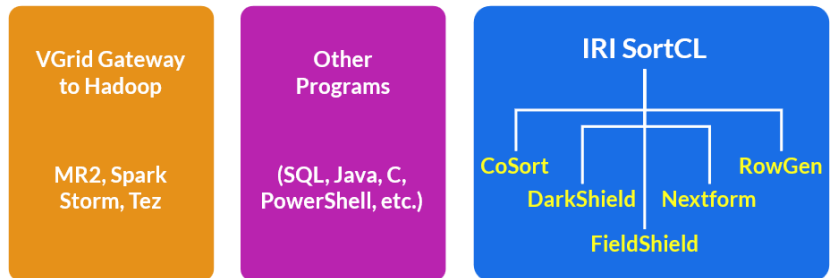 VGrid Gateway
to Hadoop
MR2, Spark
Storm, Tez
Other
Programs
(SQL, Java, C,
PowerShell, etc.)
IRI SortCL
CoSort
RowGen
DarkShield
Nextform
FieldShield